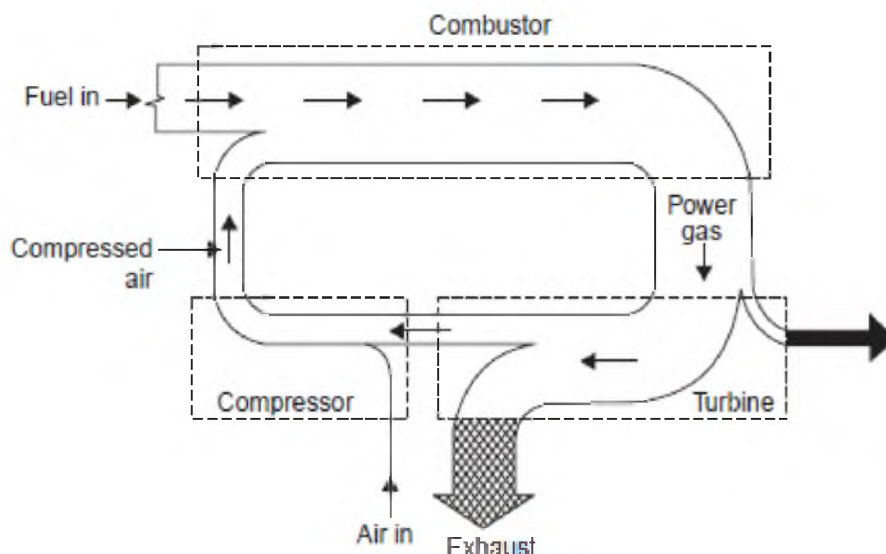 Combustor
Fuel in
Power
gas
Compressed
air
Compressor
Turbine
Air in
Exhaust